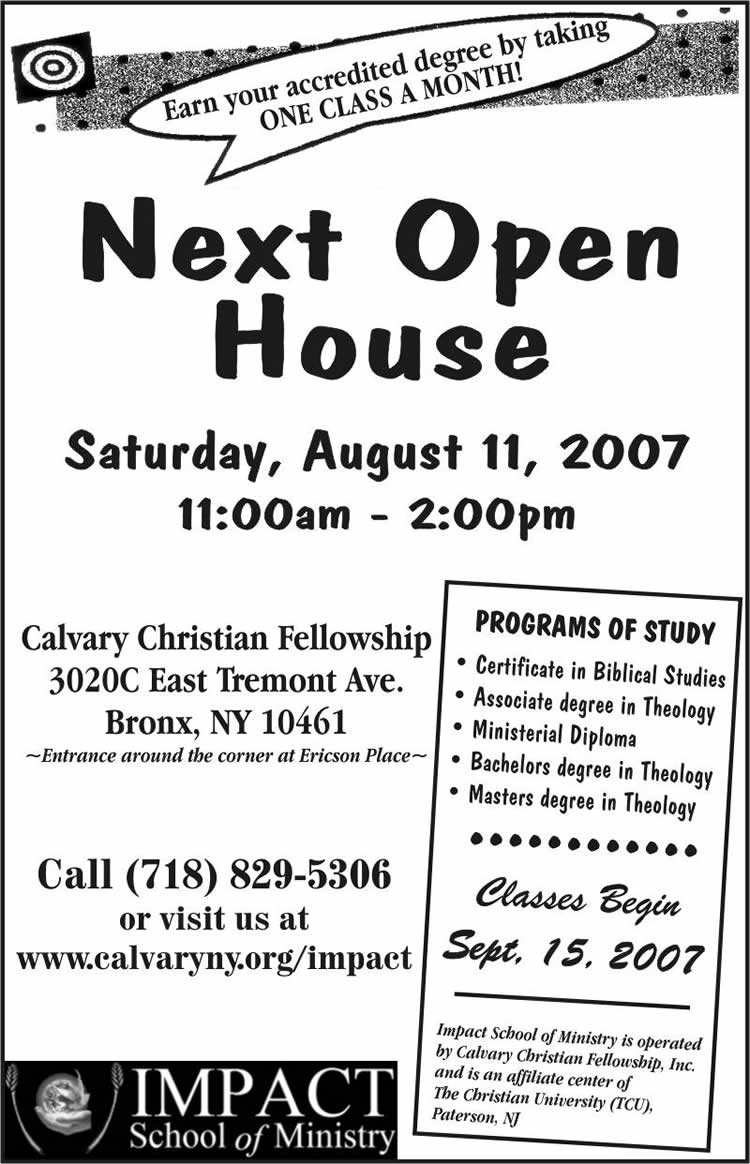 Earn your accredited degree by taking
ONE CLASS A MONTH!
Next Open
House
Saturday, August 11, 2007
11:00am - 2:00pm
Calvary Christian Fellowship
3020C East Tremont Ave.
Bronx, NY 10461
~Entrance around the corner at Ericson Place~
Call (718) 829-5306
or visit us at
www.calvaryny.org/impact
PROGRAMS OF STUDY
• Certificate in Biblical Studies
• Associate degree in Theology
• Ministerial Diploma
• Bachelors degree in Theology
• Masters degree in Theology
Classes Begin
Sept. 15, 2007
Impact School of Ministry is operated
by Calvary Christian Fellowship, Inc.
and is an affiliate center of
The Christian University (TCU),
Paterson, NJ
IMPACT
School of Ministry